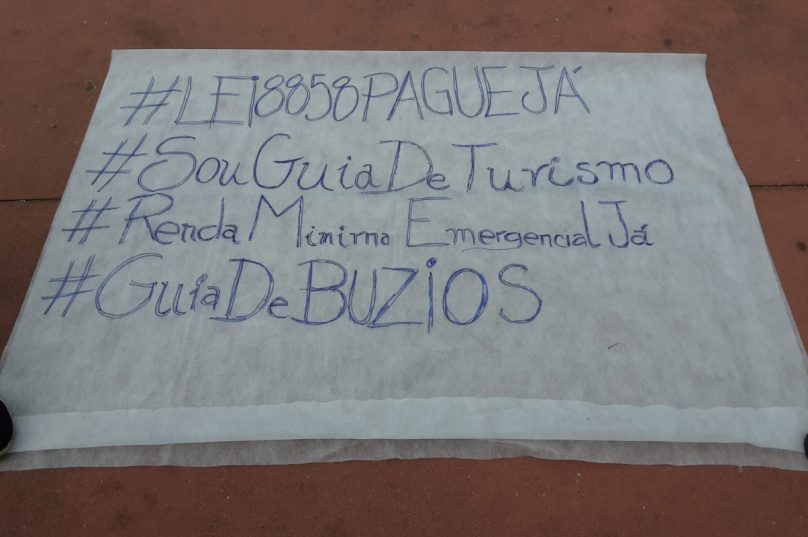 #LEI8858PAGUEJÁ
#SouGuiaDeTurismo
#RendaMinimaEmergencialJá
#GuiaDeBUZIOS